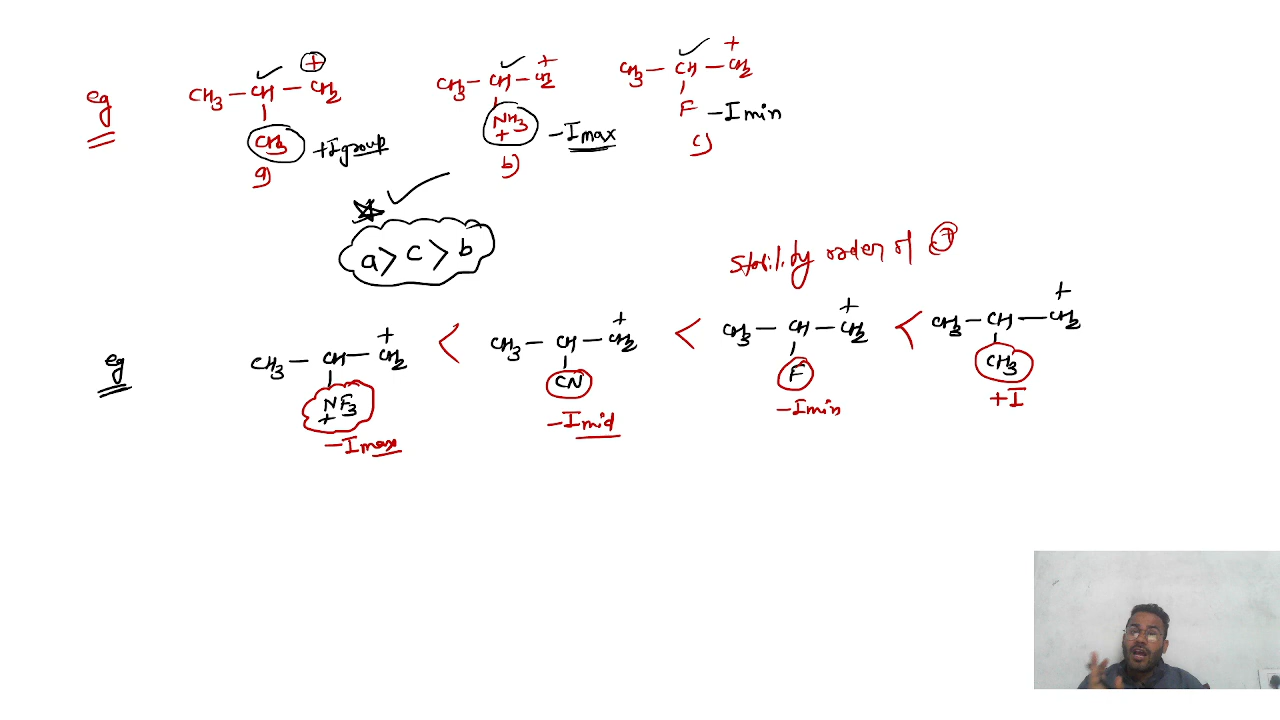 eg
CH3 — CH — CH2 +
CH3 +I group
a)
CH3 — CH — CH2 +
NH3 + −I max
b)
CH3 — CH — CH2 +
F −I min
c)
a > c > b
Stability order of C+
eg
CH3 — CH — CH2 + < CH3 — CH — CH2 + < CH3 — CH — CH2 + < CH3 — CH — CH2 +
NF3 + CN F CH3
−I max −I mid −I min +I